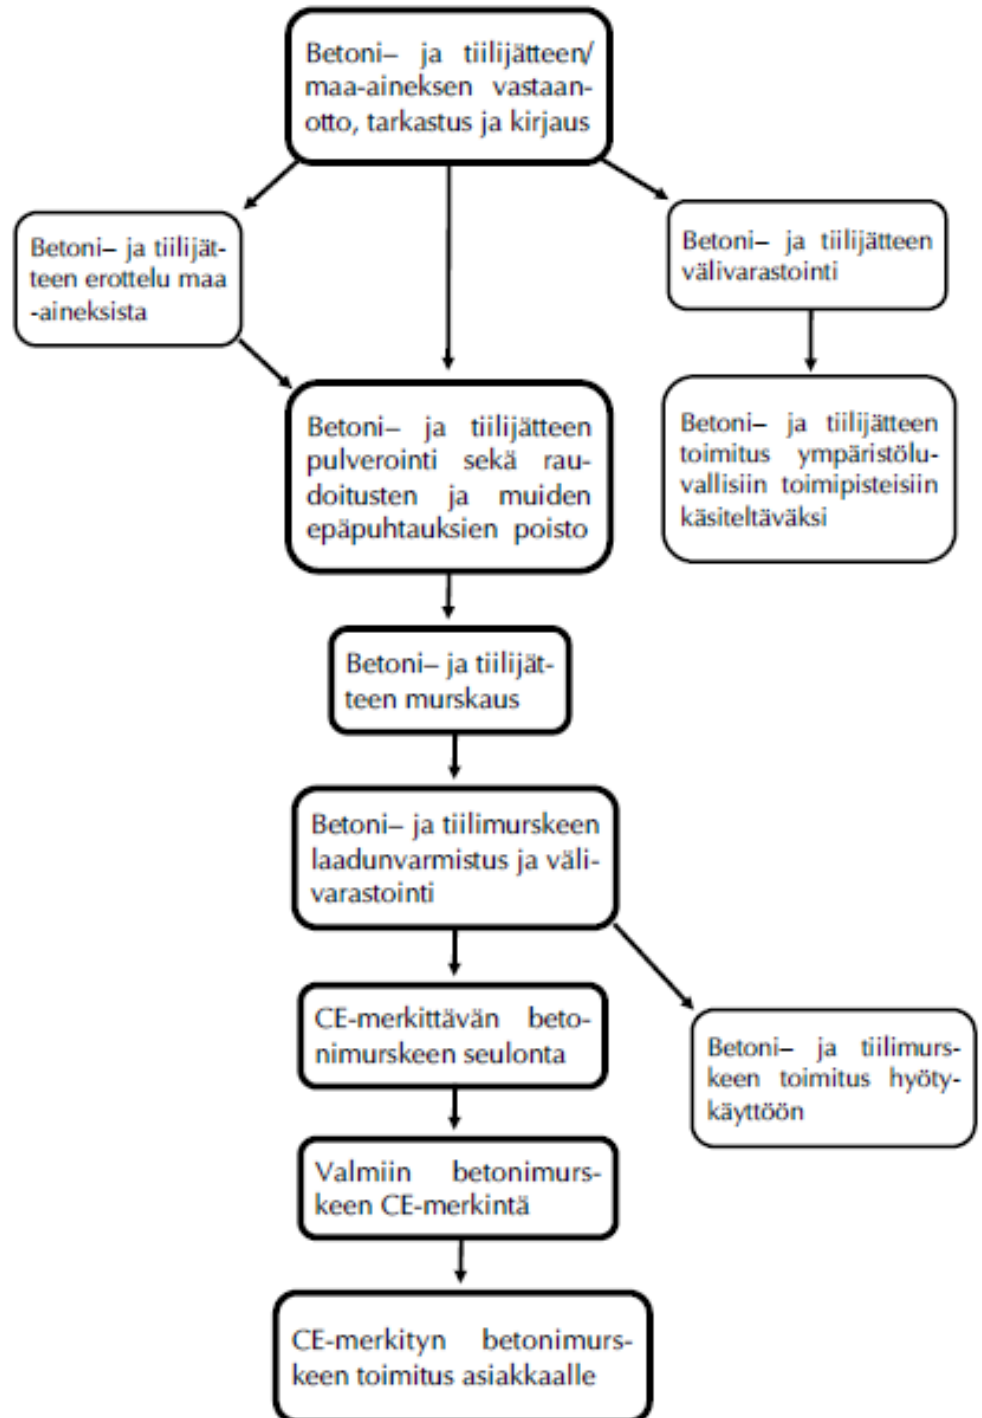 Betoni– ja tiilijätteen/
maa-aineksen vastaan-
otto, tarkastus ja kirjaus
Betoni– ja tiilijät-
teen erottelu maa
-aineksista
Betoni– ja tiilijätteen
välivarastointi
Betoni– ja tiilijätteen
pulverointi sekä rau-
doitusten ja muiden
epäpuhtauksien poisto
Betoni– ja tiilijätteen
toimitus ympäristölu-
vallisiin toimipisteisiin
käsiteltäväksi
Betoni– ja tiilijät-
teen murskaus
Betoni– ja tiilimurskeen
laadunvarmistus ja väli-
varastointi
CE-merkittävän beto-
nimurskeen seulonta
Betoni– ja tiilimurs-
keen toimitus hyöty-
käyttöön
Valmiin betonimurs-
keen CE-merkintä
CE-merkityn betonimurs-
keen toimitus asiakkaalle